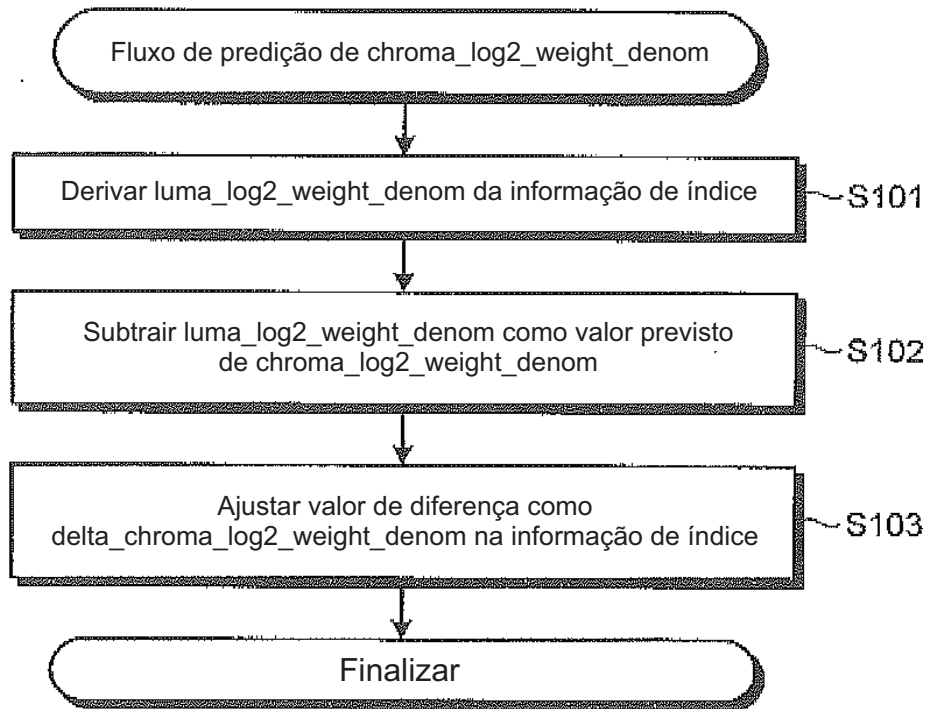 Fluxo de predição de chroma_log2_weight_denom
Derivar luma_log2_weight_denom da informação de índice
S101
Subtrair luma_log2_weight_denom como valor previsto
de chroma_log2_weight_denom
S102
Ajustar valor de diferença como
delta_chroma_log2_weight_denom na informação de índice
S103
Finalizar